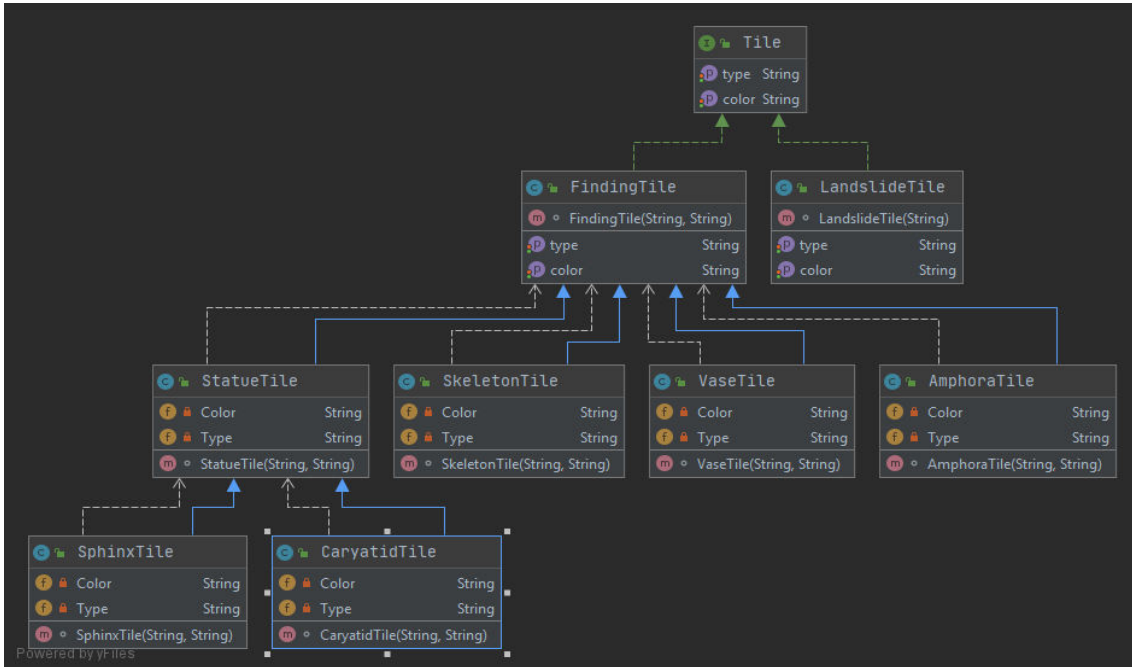 Tile
type String
color String
FindingTile
FindingTile(String, String)
type String
color String
LandslideTile
LandslideTile(String)
type String
color String
StatueTile
Color String
Type String
StatueTile(String, String)
SkeletonTile
Color String
Type String
SkeletonTile(String, String)
VaseTile
Color String
Type String
VaseTile(String, String)
AmphoraTile
Color String
Type String
AmphoraTile(String, String)
SphinxTile
Color String
Type String
SphinxTile(String, String)
CaryatidTile
Color String
Type String
CaryatidTile(String, String)
Powered by yFiles